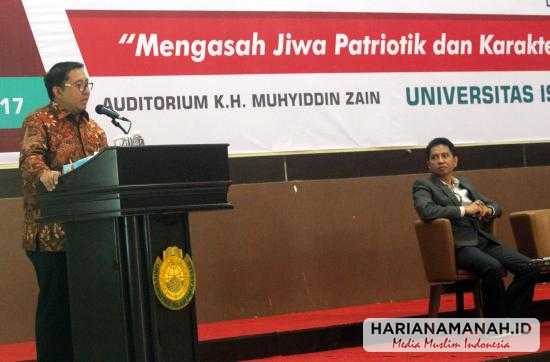 “Mengasah Jiwa Patriotik dan Karakte
17
AUDITORIUM K.H. MUHYIDDIN ZAIN
UNIVERSITAS IS
HARIANAMANAH.ID
Media Muslim Indonesia